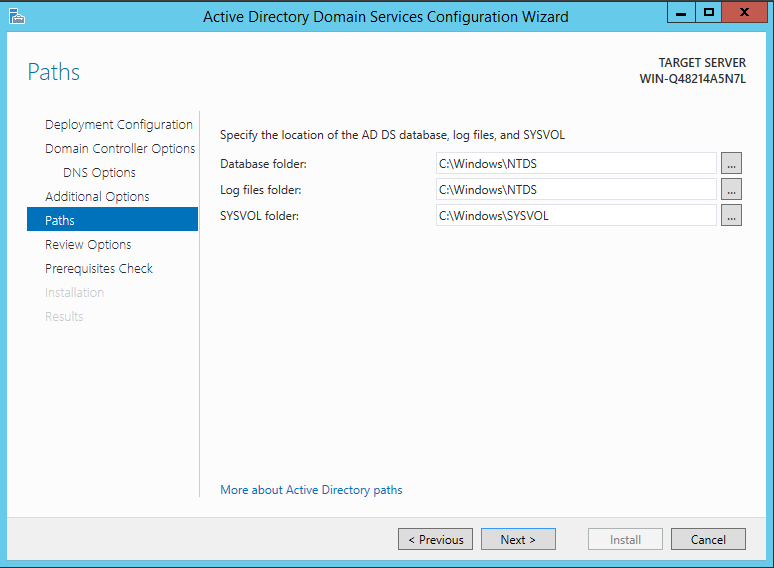 Active Directory Domain Services Configuration Wizard
Paths
TARGET SERVER
WIN-Q48214A5N7L
Deployment Configuration
Domain Controller Options
DNS Options
Additional Options
Paths
Review Options
Prerequisites Check
Installation
Results
Specify the location of the AD DS database, log files, and SYSVOL
Database folder: C:\Windows\NTDS ...
Log files folder: C:\Windows\NTDS ...
SYSVOL folder: C:\Windows\SYSVOL ...
More about Active Directory paths
< Previous Next > Install Cancel